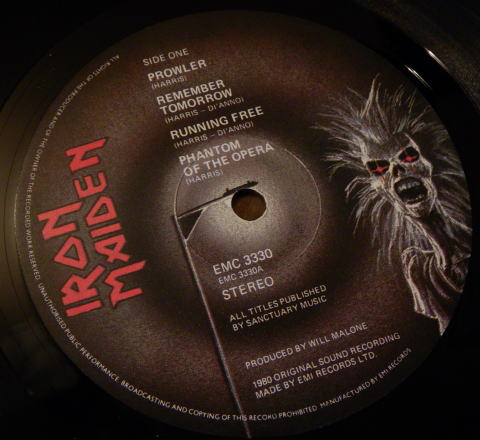 SIDE ONE
PROWLER
(HARRIS)
REMEMBER
TOMORROW
(HARRIS – DI'ANNO)
RUNNING FREE
(HARRIS – DI'ANNO)
PHANTOM
OF THE OPERA
(HARRIS)
IRON
MAIDEN
EMC 3330
EMC 3330A
STEREO
ALL TITLES PUBLISHED
BY SANCTUARY MUSIC
PRODUCED BY WILL MALONE
1980 ORIGINAL SOUND RECORDING
MADE BY EMI RECORDS LTD.
ALL RIGHTS OF THE PRODUCER AND OF THE OWNER OF THE RECORDED WORK RESERVED. UNAUTHORISED PUBLIC PERFORMANCE, BROADCASTING AND COPYING OF THIS RECORD PROHIBITED. MANUFACTURED BY EMI RECORDS